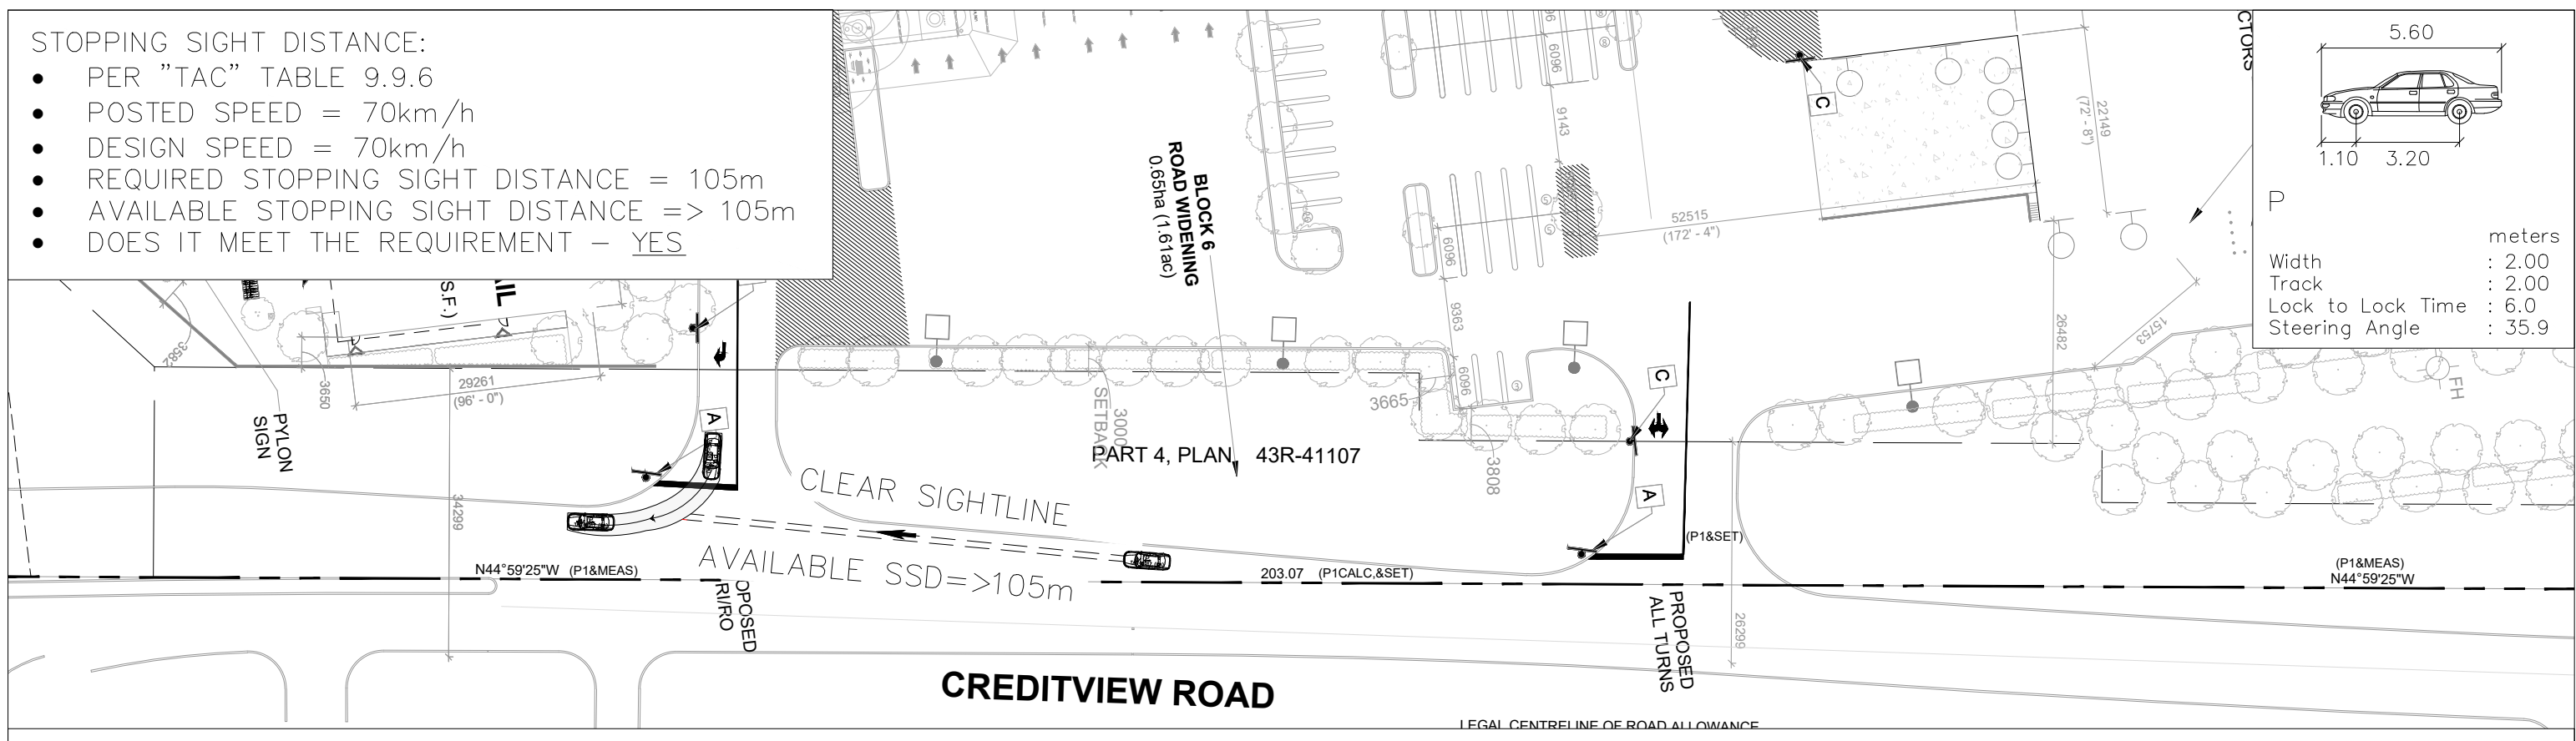 STOPPING SIGHT DISTANCE:
• PER "TAC" TABLE 9.9.6
• POSTED SPEED = 70km/h
• DESIGN SPEED = 70km/h
• REQUIRED STOPPING SIGHT DISTANCE = 105m
• AVAILABLE STOPPING SIGHT DISTANCE => 105m
• DOES IT MEET THE REQUIREMENT - YES
5.60
1.10 3.20
P
meters
Width : 2.00
Track : 2.00
Lock to Lock Time : 6.0
Steering Angle : 35.9
BLOCK 6
ROAD WIDENING
0.65ha (1.61ac)
6096
9143
6096
9363
6096
52515
(172' - 4")
22149
(72' - 8")
26482
15753
FH
C
S.F.)
3582
3650
29261
(96' - 0")
PYLON
SIGN
34299
A
3000
SETBACK
3665
3808
C
A
PART 4, PLAN 43R-41107
CLEAR SIGHTLINE
AVAILABLE SSD=>105m
N44°59'25"W (P1&MEAS)
203.07 (P1CALC,&SET)
(P1&SET)
(P1&MEAS)
N44°59'25"W
OPOSED
RI/RO
PROPOSED
ALL TURNS
26299
CREDITVIEW ROAD
LEGAL CENTRELINE OF ROAD ALLOWANCE